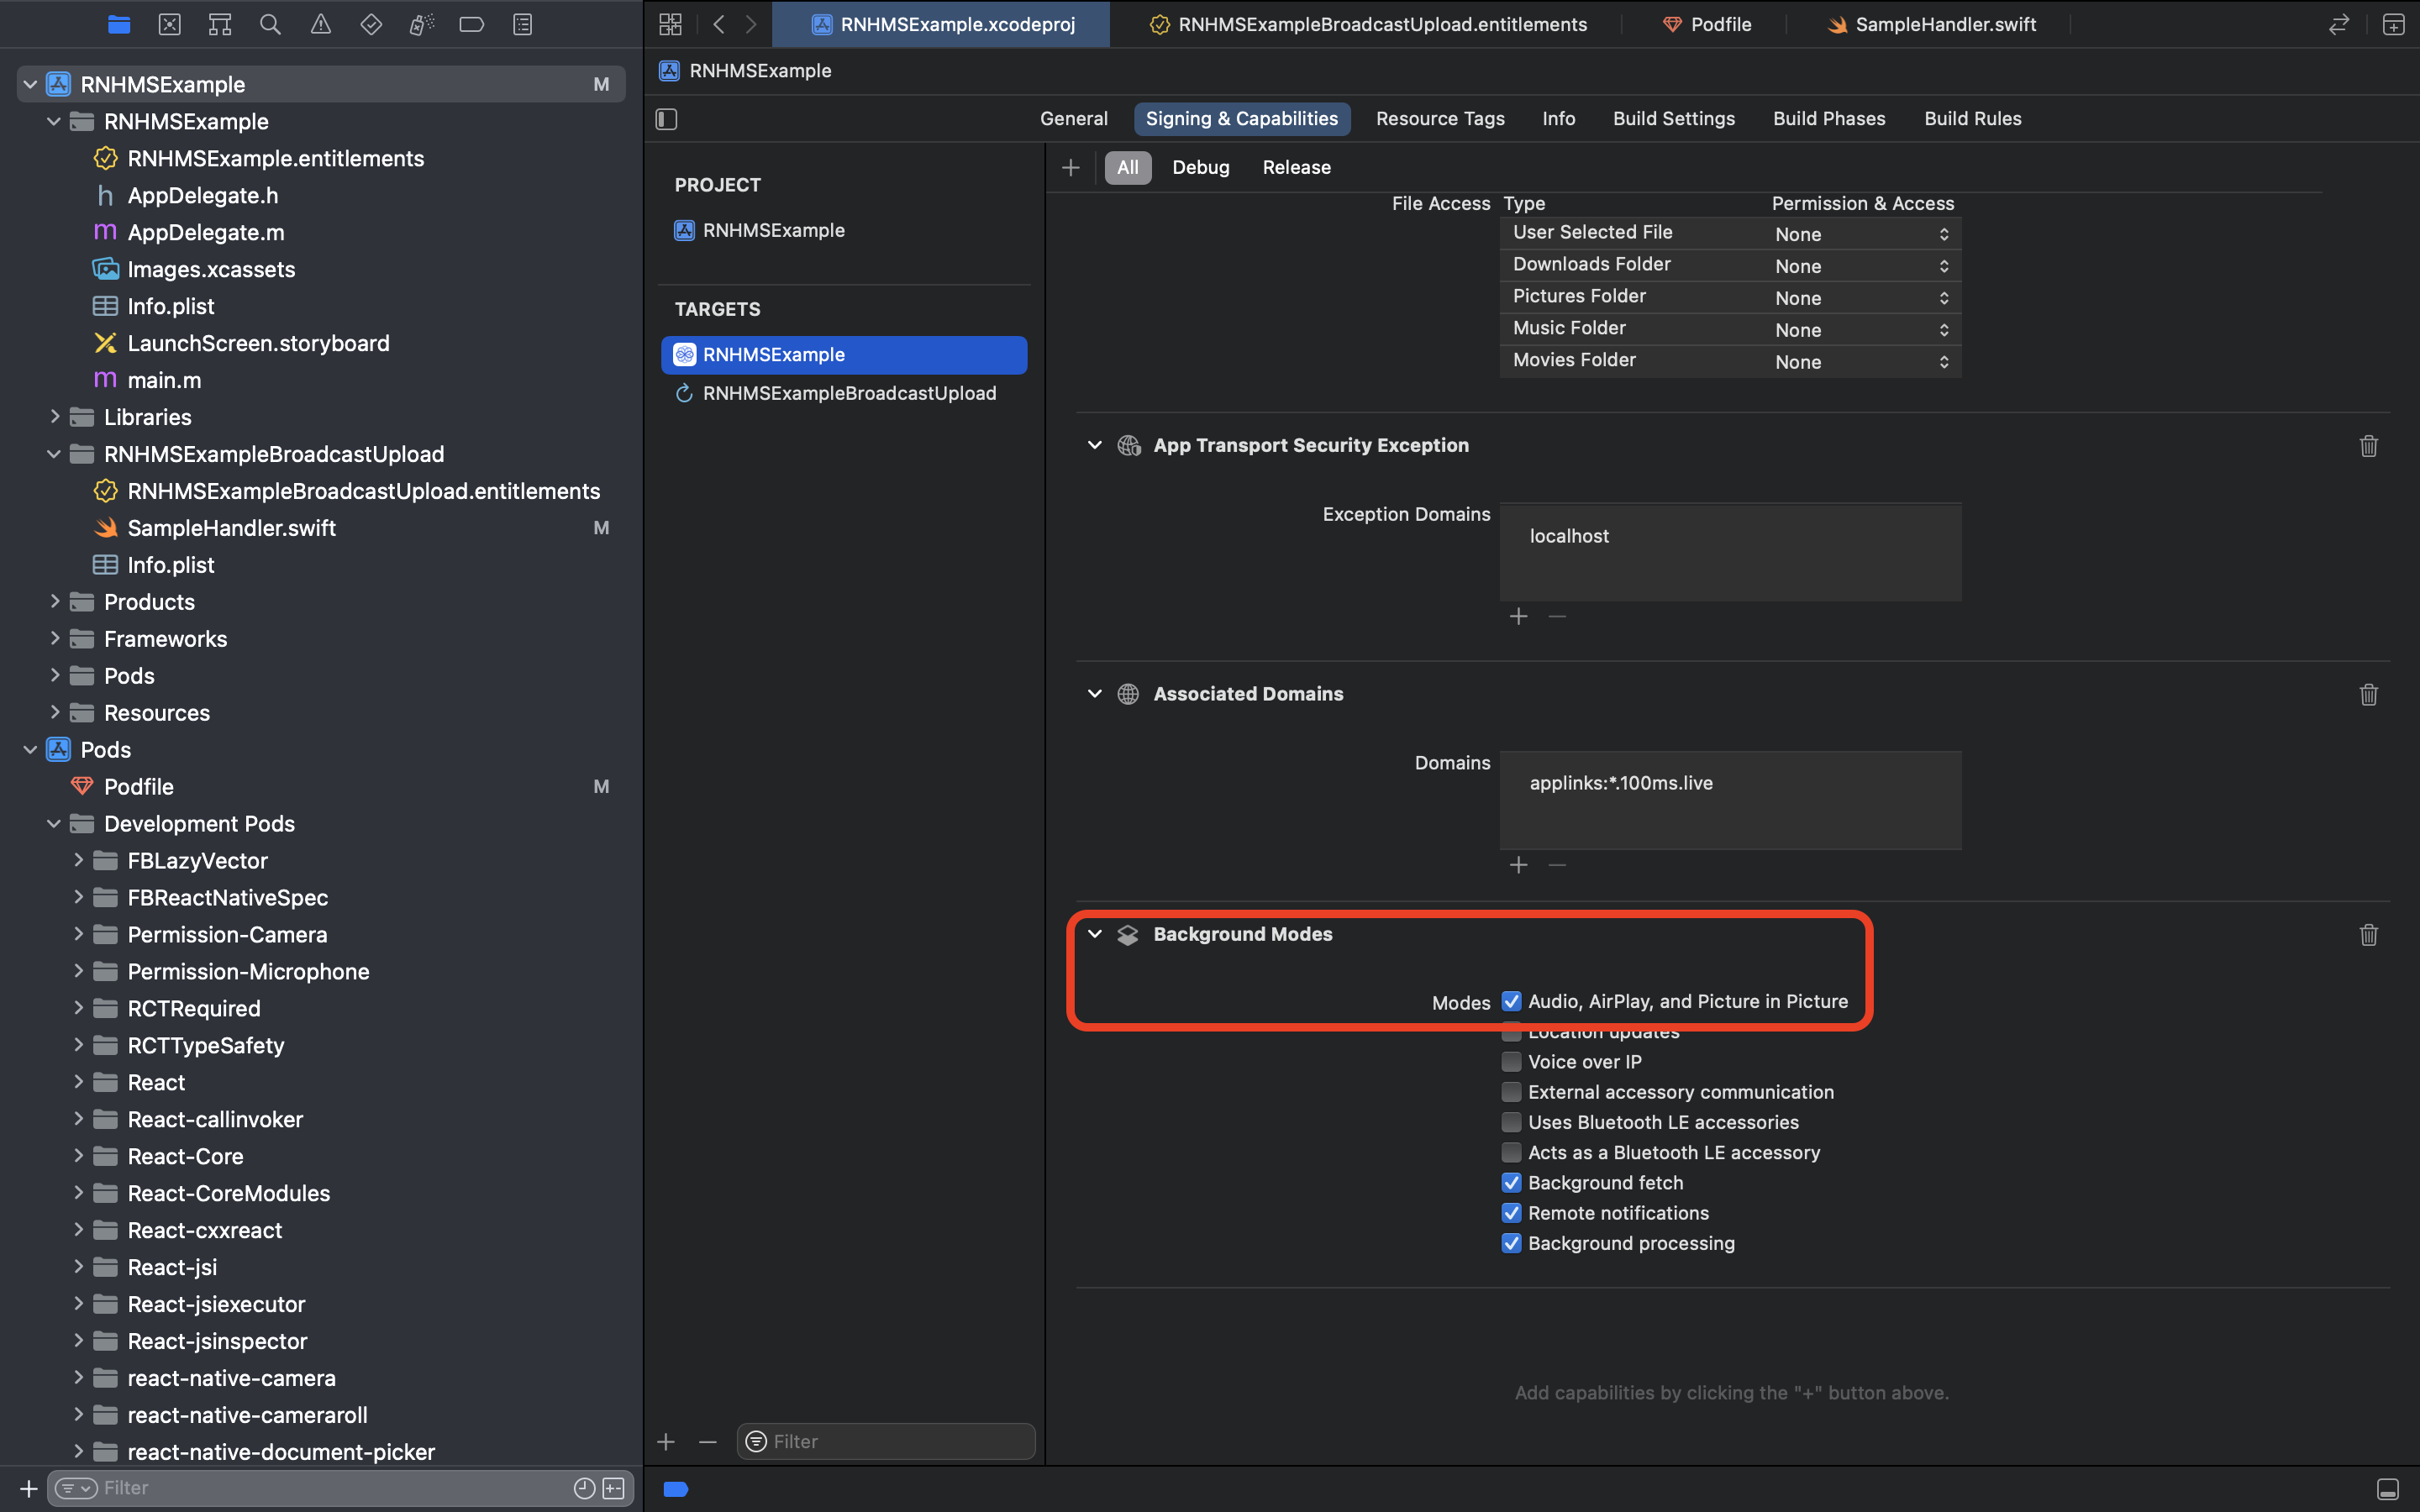 RNHMSExample M
RNHMSExample
RNHMSExample.entitlements
h AppDelegate.h
m AppDelegate.m
Images.xcassets
Info.plist
LaunchScreen.storyboard
m main.m
Libraries
RNHMSExampleBroadcastUpload
RNHMSExampleBroadcastUpload.entitlements
SampleHandler.swift M
Info.plist
Products
Frameworks
Pods
Resources
Pods
Podfile M
Development Pods
FBLazyVector
FBReactNativeSpec
Permission-Camera
Permission-Microphone
RCTRequired
RCTTypeSafety
React
React-callinvoker
React-Core
React-CoreModules
React-cxxreact
React-jsi
React-jsiexecutor
React-jsinspector
react-native-camera
react-native-cameraroll
react-native-document-picker
Filter
RNHMSExample.xcodeproj RNHMSExampleBroadcastUpload.entitlements Podfile SampleHandler.swift
RNHMSExample
General Signing & Capabilities Resource Tags Info Build Settings Build Phases Build Rules
PROJECT
RNHMSExample
TARGETS
RNHMSExample
RNHMSExampleBroadcastUpload
Filter
All Debug Release
File Access Type Permission & Access
User Selected File None
Downloads Folder None
Pictures Folder None
Music Folder None
Movies Folder None
App Transport Security Exception
Exception Domains localhost
Associated Domains
Domains applinks:*.100ms.live
Background Modes
Modes Audio, AirPlay, and Picture in Picture
Location updates
Voice over IP
External accessory communication
Uses Bluetooth LE accessories
Acts as a Bluetooth LE accessory
Background fetch
Remote notifications
Background processing
Add capabilities by clicking the "+" button above.